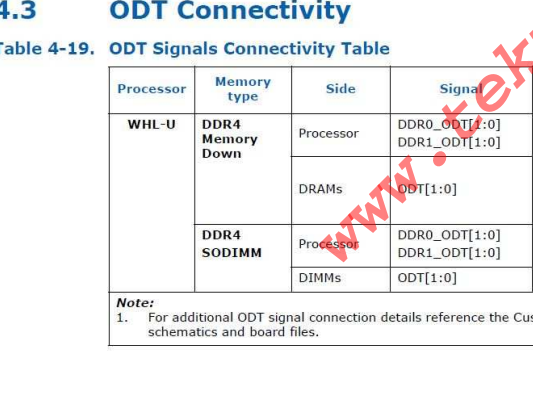 4.3 ODT Connectivity
Table 4-19. ODT Signals Connectivity Table
Processor Memory type Side Signal
WHL-U DDR4 Memory Down Processor DDR0_ODT[1:0]
DDR1_ODT[1:0]
DRAMs ODT[1:0]
DDR4 SODIMM Processor DDR0_ODT[1:0]
DDR1_ODT[1:0]
DIMMs ODT[1:0]
Note:
1. For additional ODT signal connection details reference the Cus
schematics and board files.
www.tek